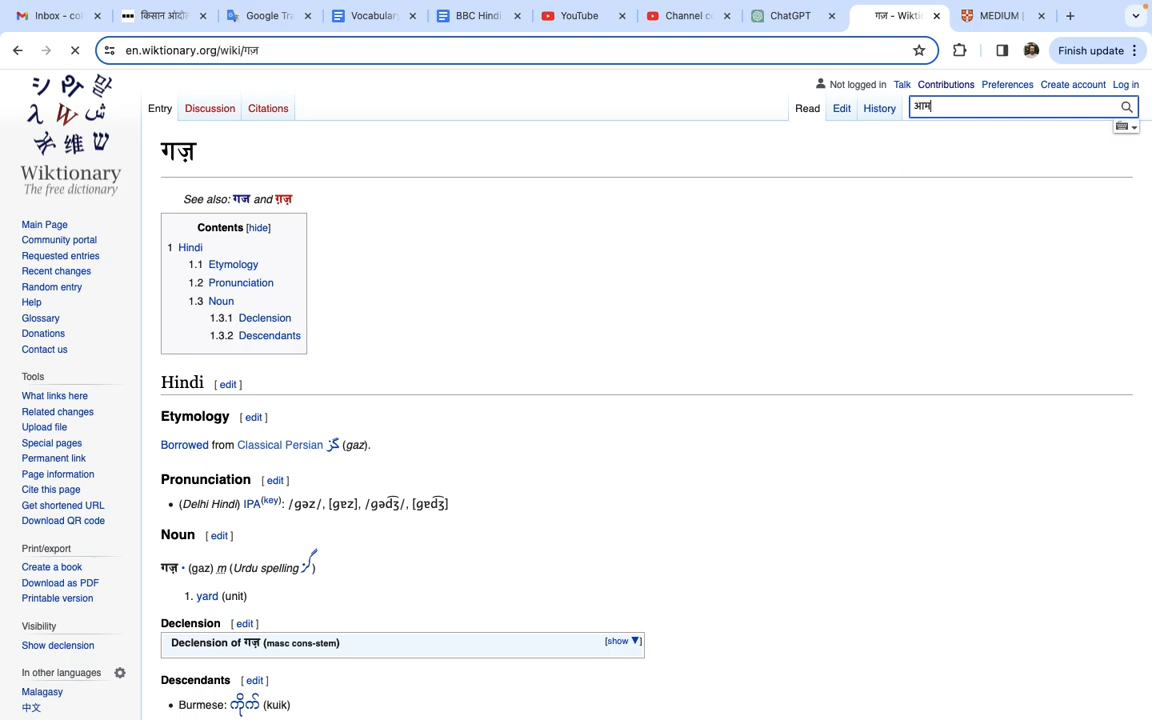 Inbox - co
किसान आंदो
Google Tra
Vocabulary
BBC Hindi
YouTube
Channel c
ChatGPT
गज़ - Wikti
MEDIUM |
en.wiktionary.org/wiki/गज़
Finish update
Not logged in Talk Contributions Preferences Create account Log in
Entry Discussion Citations
Read Edit History
आम
Wiktionary
The free dictionary
Main Page
Community portal
Requested entries
Recent changes
Random entry
Help
Glossary
Donations
Contact us
Tools
What links here
Related changes
Upload file
Special pages
Permanent link
Page information
Cite this page
Get shortened URL
Download QR code
Print/export
Create a book
Download as PDF
Printable version
Visibility
Show declension
In other languages
Malagasy
中文
गज़
See also: गज and ग़ज़
Contents [hide]
1 Hindi
1.1 Etymology
1.2 Pronunciation
1.3 Noun
1.3.1 Declension
1.3.2 Descendants
Hindi [ edit ]
Etymology [ edit ]
Borrowed from Classical Persian گز (gaz).
Pronunciation [ edit ]
• (Delhi Hindi) IPA(key): /ɡəz/, [ɡɐz], /ɡəd͡ʒ/, [ɡɐd͡ʒ]
Noun [ edit ]
गज़ • (gaz) m (Urdu spelling گز)
1. yard (unit)
Declension [ edit ]
Declension of गज़ (masc cons-stem) [show ▼]
Descendants [ edit ]
• Burmese: ကိုက် (kuik)